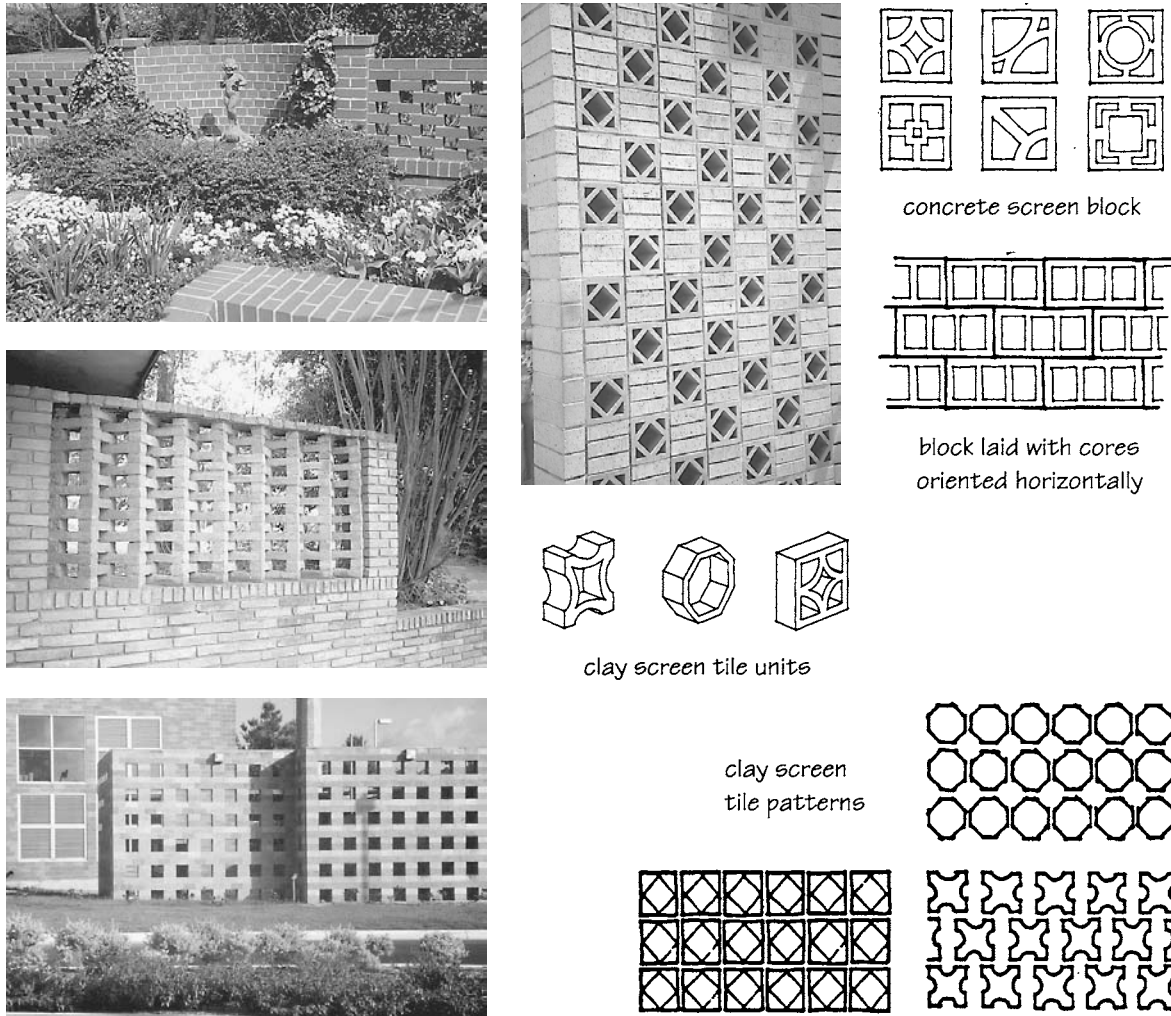 concrete screen block
block laid with cores
oriented horizontally
clay screen tile units
clay screen
tile patterns